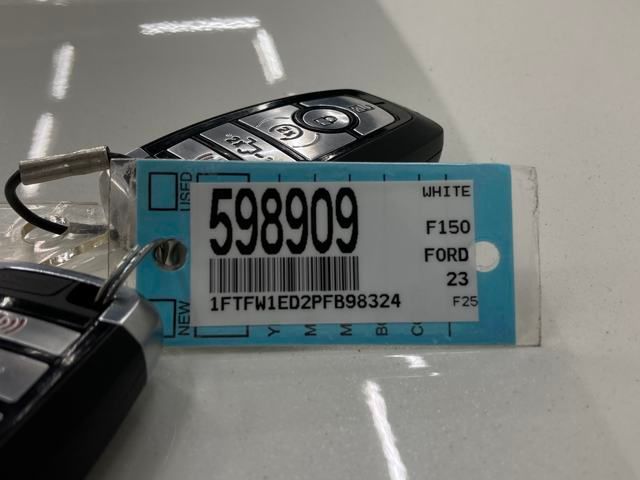 USED
NEW
598909
1FTFW1ED2PFB98324
WHITE
F150
FORD
23
F25
Y
M
M